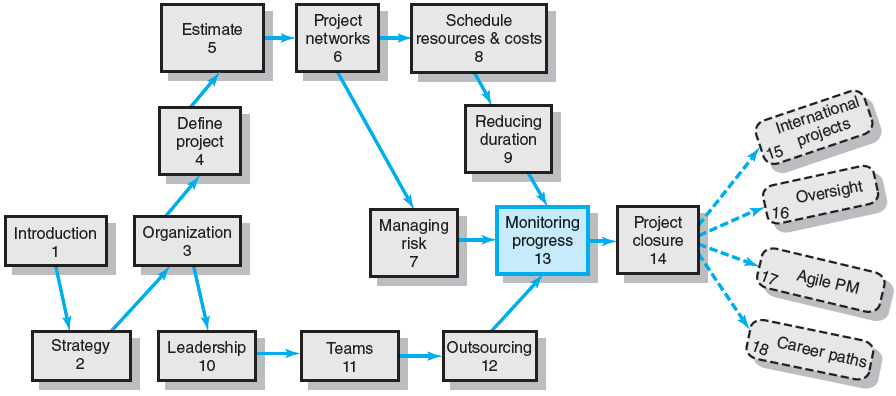 Estimate
5
Project
networks
6
Schedule
resources & costs
8
Define
project
4
Reducing
duration
9
International
projects
15
Oversight
16
Introduction
1
Organization
3
Managing
risk
7
Monitoring
progress
13
Project
closure
14
Agile PM
17
Strategy
2
Leadership
10
Teams
11
Outsourcing
12
Career paths
18